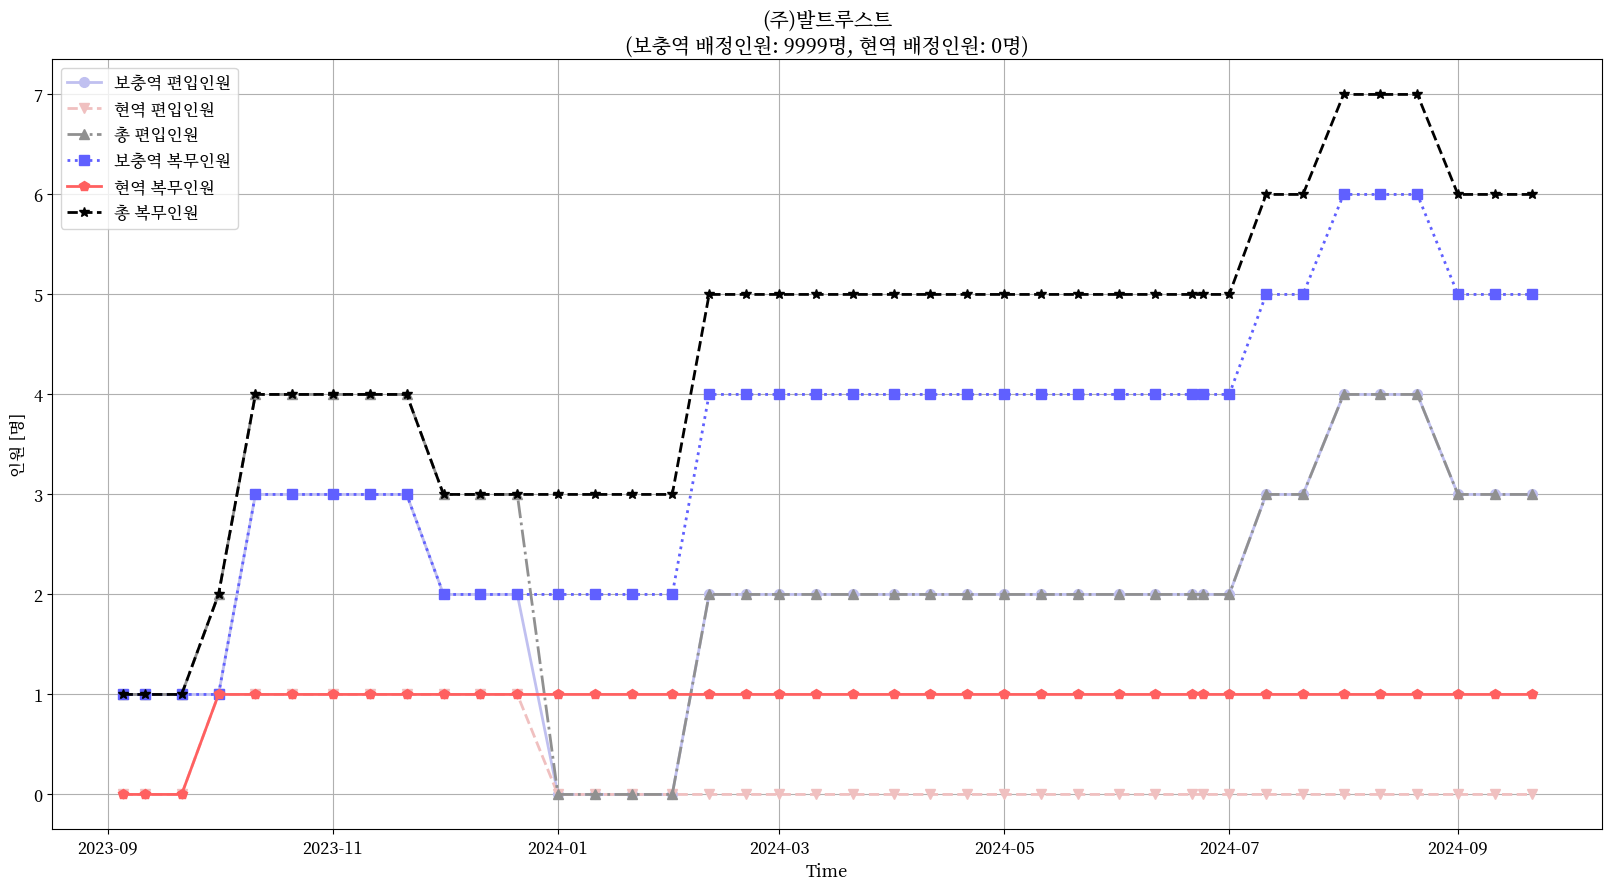 (주)발트루스트
(보충역 배정인원: 9999명, 현역 배정인원: 0명)
보충역 편입인원
현역 편입인원
총 편입인원
보충역 복무인원
현역 복무인원
총 복무인원
인원 [명]
7
6
5
4
3
2
1
0
2023-09 2023-11 2024-01 2024-03 2024-05 2024-07 2024-09
Time